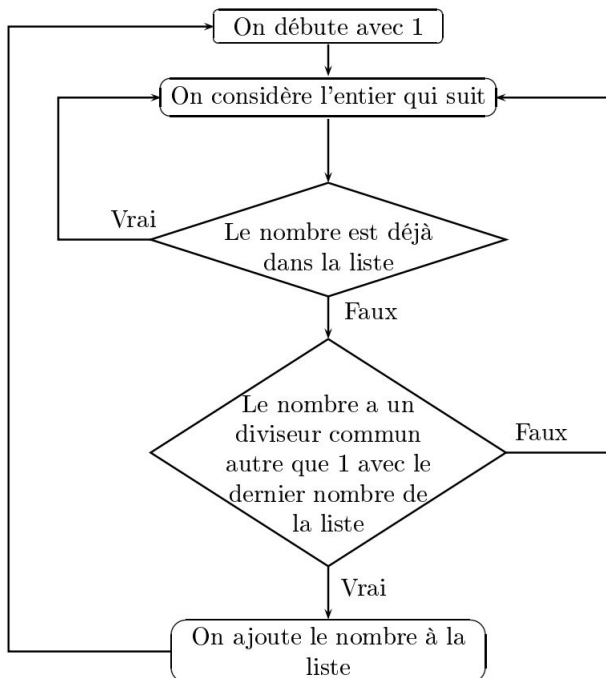 On débute avec 1
On considère l'entier qui suit
Vrai
Le nombre est déjà
dans la liste
Faux
Le nombre a un
diviseur commun
autre que 1 avec le
dernier nombre de
la liste
Faux
Vrai
On ajoute le nombre à la
liste